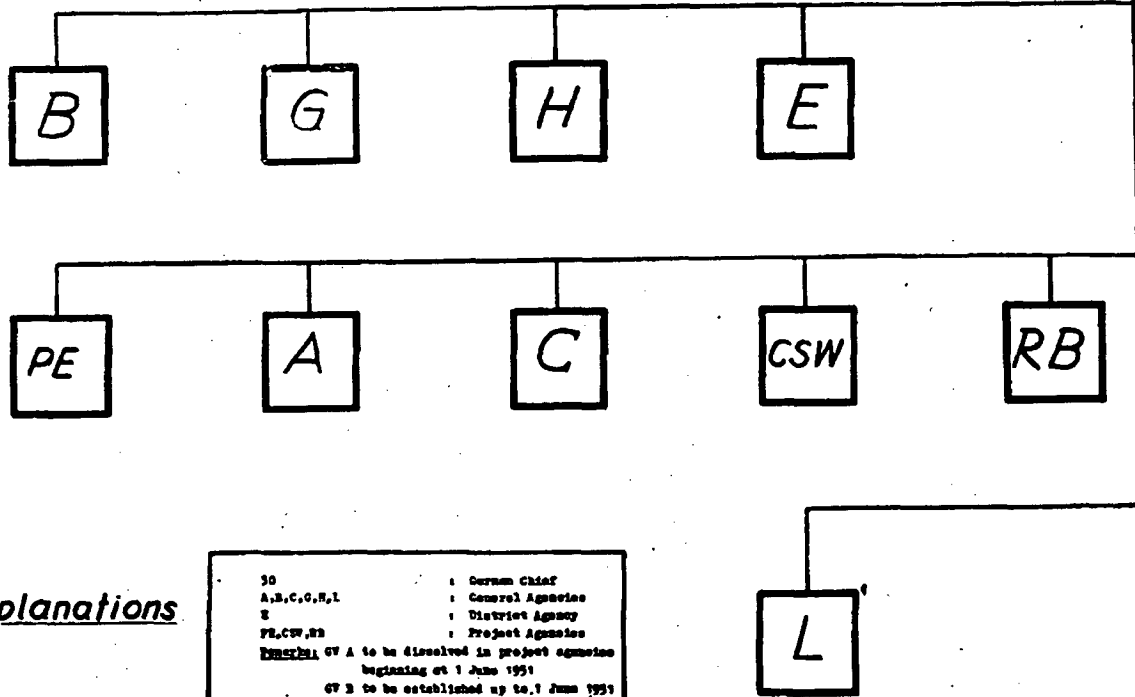 B G H E
PE A C CSW RB
planations
30 : German Chief
A,B,C,G,H,L : General Agencies
E : District Agency
PE,CSW,RB : Project Agencies
Remarks: GV A to be dissolved in project agencies
beginning at 1 June 1951
GV B to be established up to 1 June 1951
L